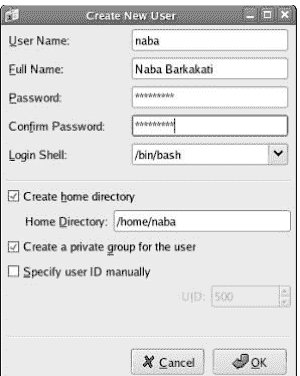 Create New User
User Name: naba
Full Name: Naba Barkakati
Password: *********
Confirm Password: *********
Login Shell: /bin/bash
Create home directory
Home Directory: /home/naba
Create a private group for the user
Specify user ID manually
UID: 500
Cancel OK